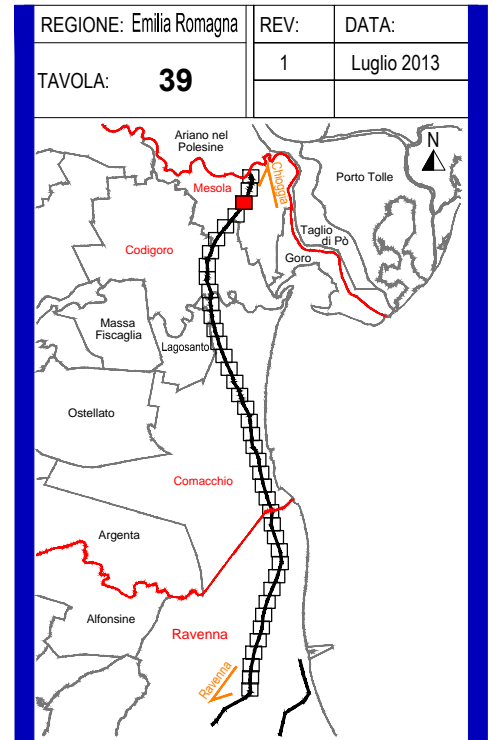 REGIONE: Emilia Romagna
REV:
DATA:
TAVOLA: 39
1
Luglio 2013
Ariano nel
Polesine
N
Mesola
Chioggia
Porto Tolle
Taglio
di Pò
Codigoro
Goro
Massa
Fiscaglia
Lagosanto
Ostellato
Comacchio
Argenta
Alfonsine
Ravenna
Ravenna